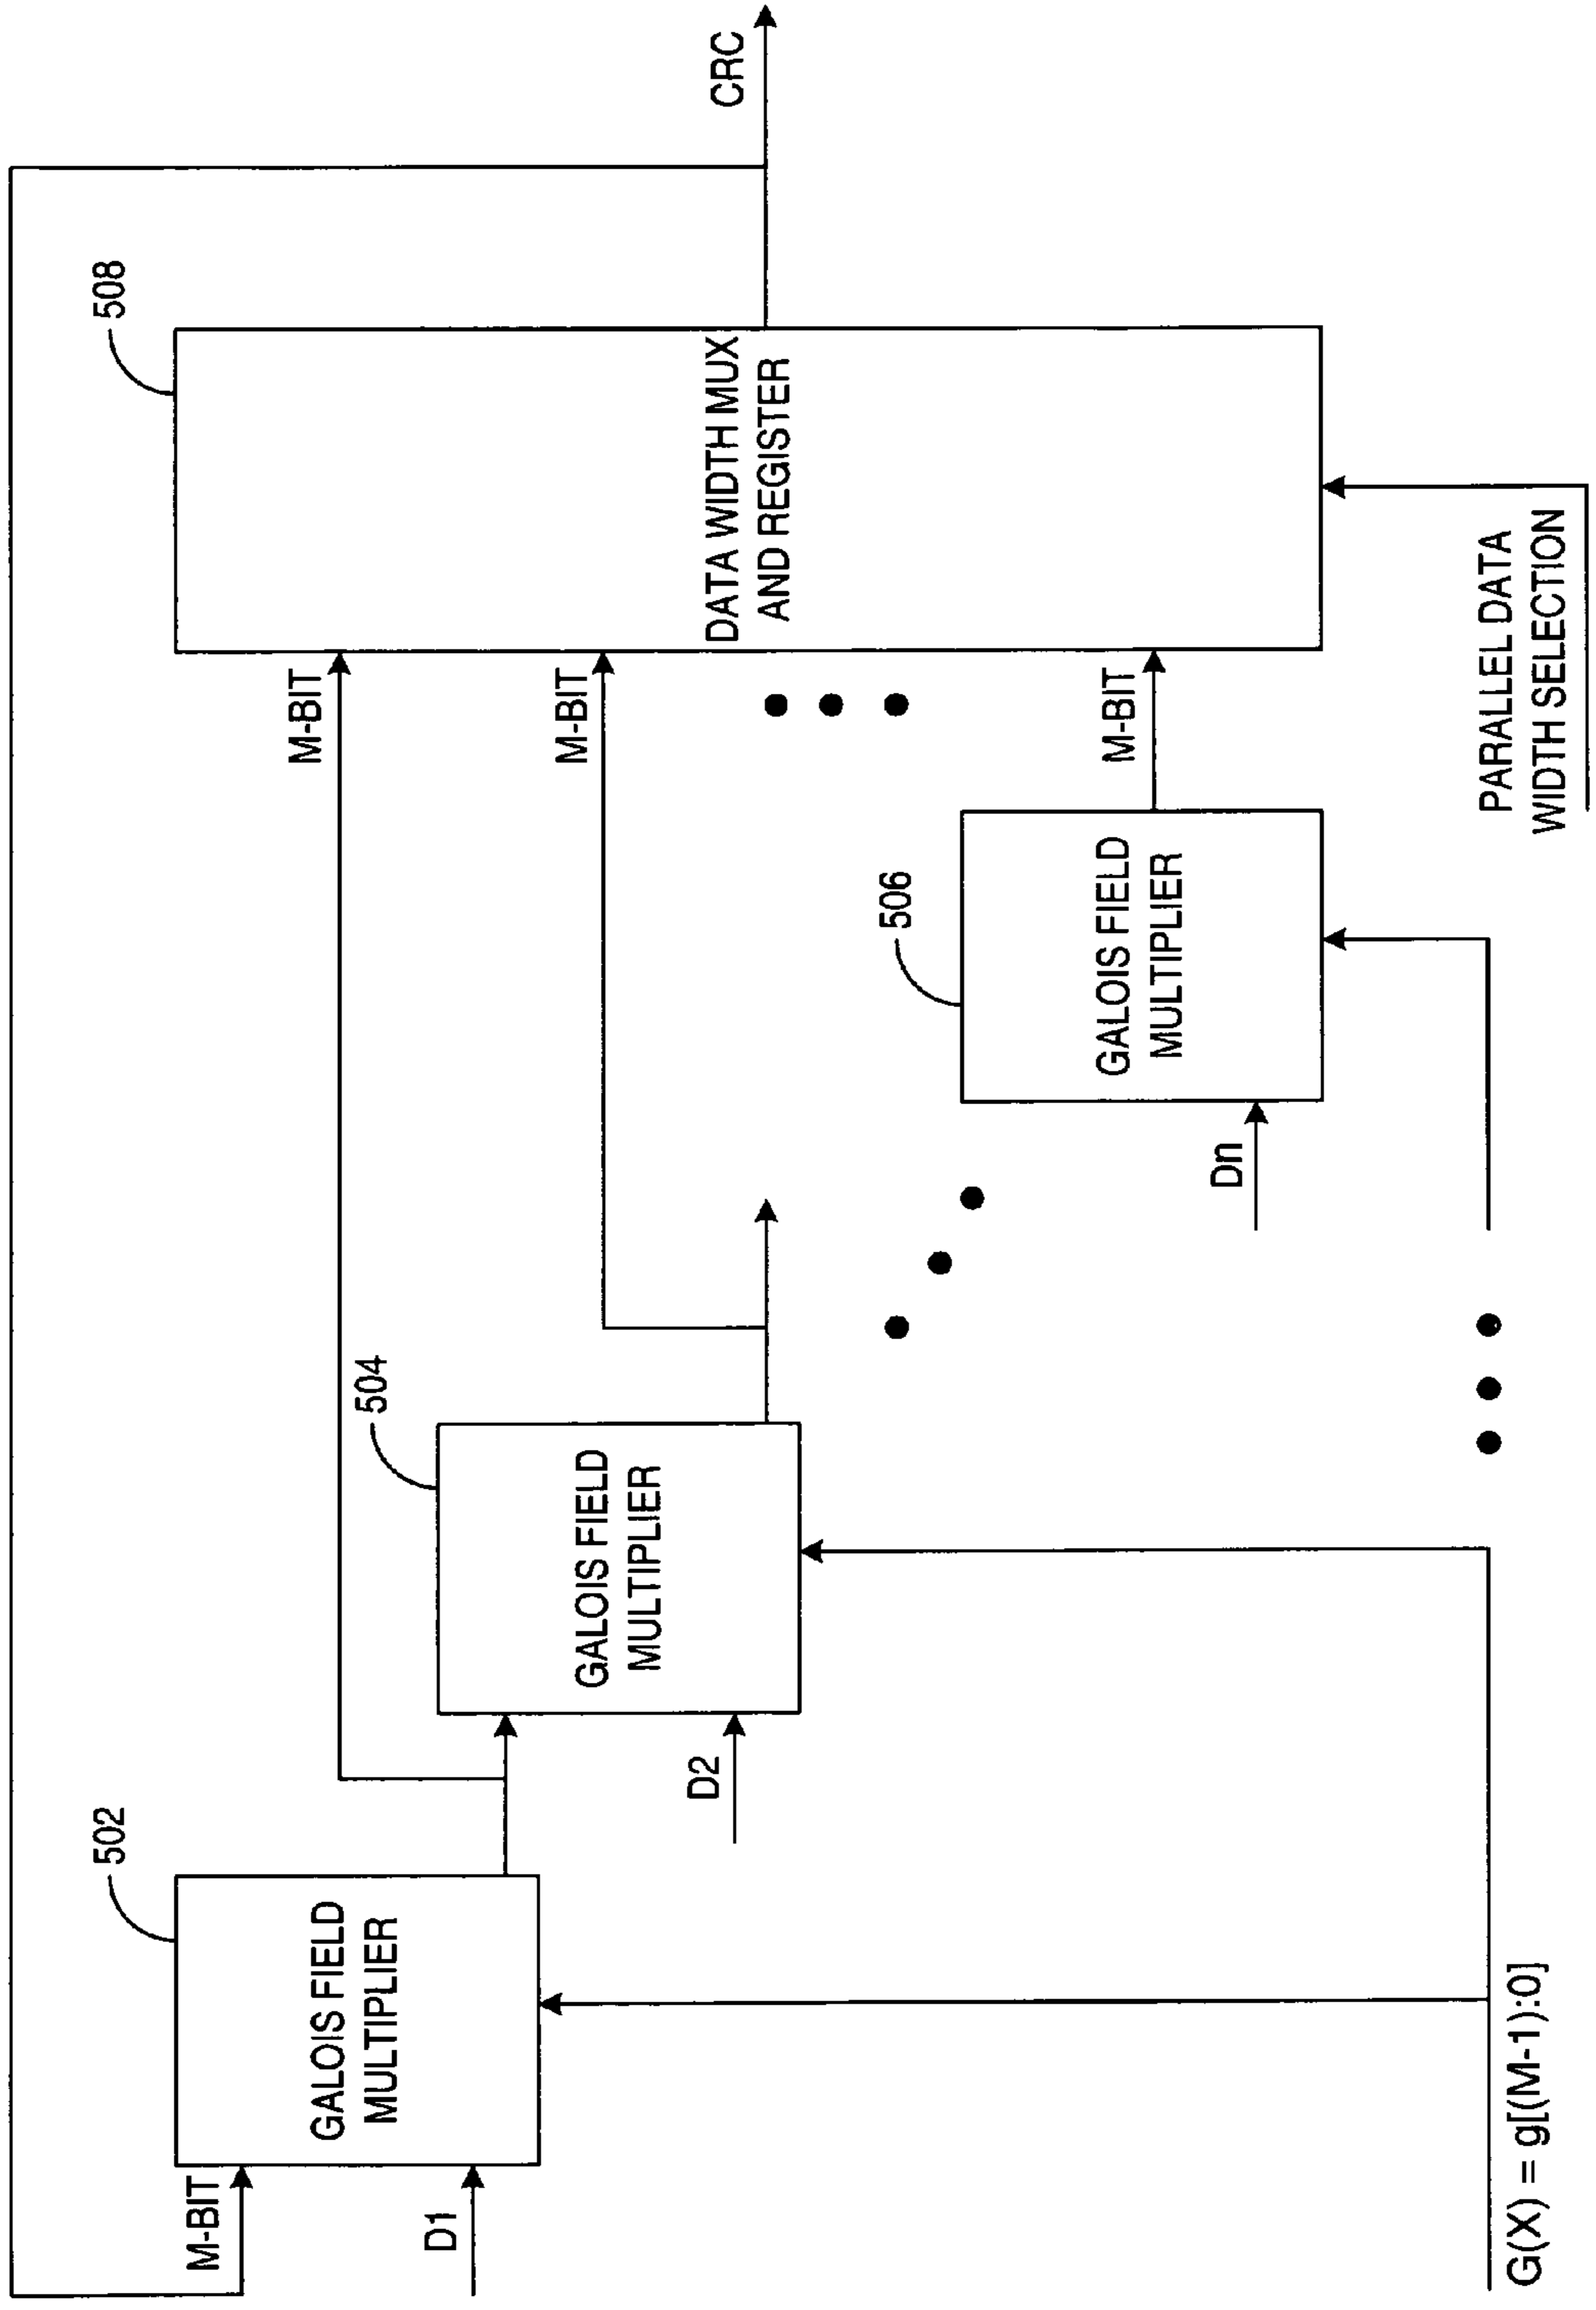 502
GALOIS FIELD
MULTIPLIER
M-BIT
D1
504
GALOIS FIELD
MULTIPLIER
D2
506
GALOIS FIELD
MULTIPLIER
Dn
508
DATA WIDTH MUX
AND REGISTER
M-BIT
M-BIT
M-BIT
CRC
PARALLEL DATA
WIDTH SELECTION
G(X) = g[(M-1):0]